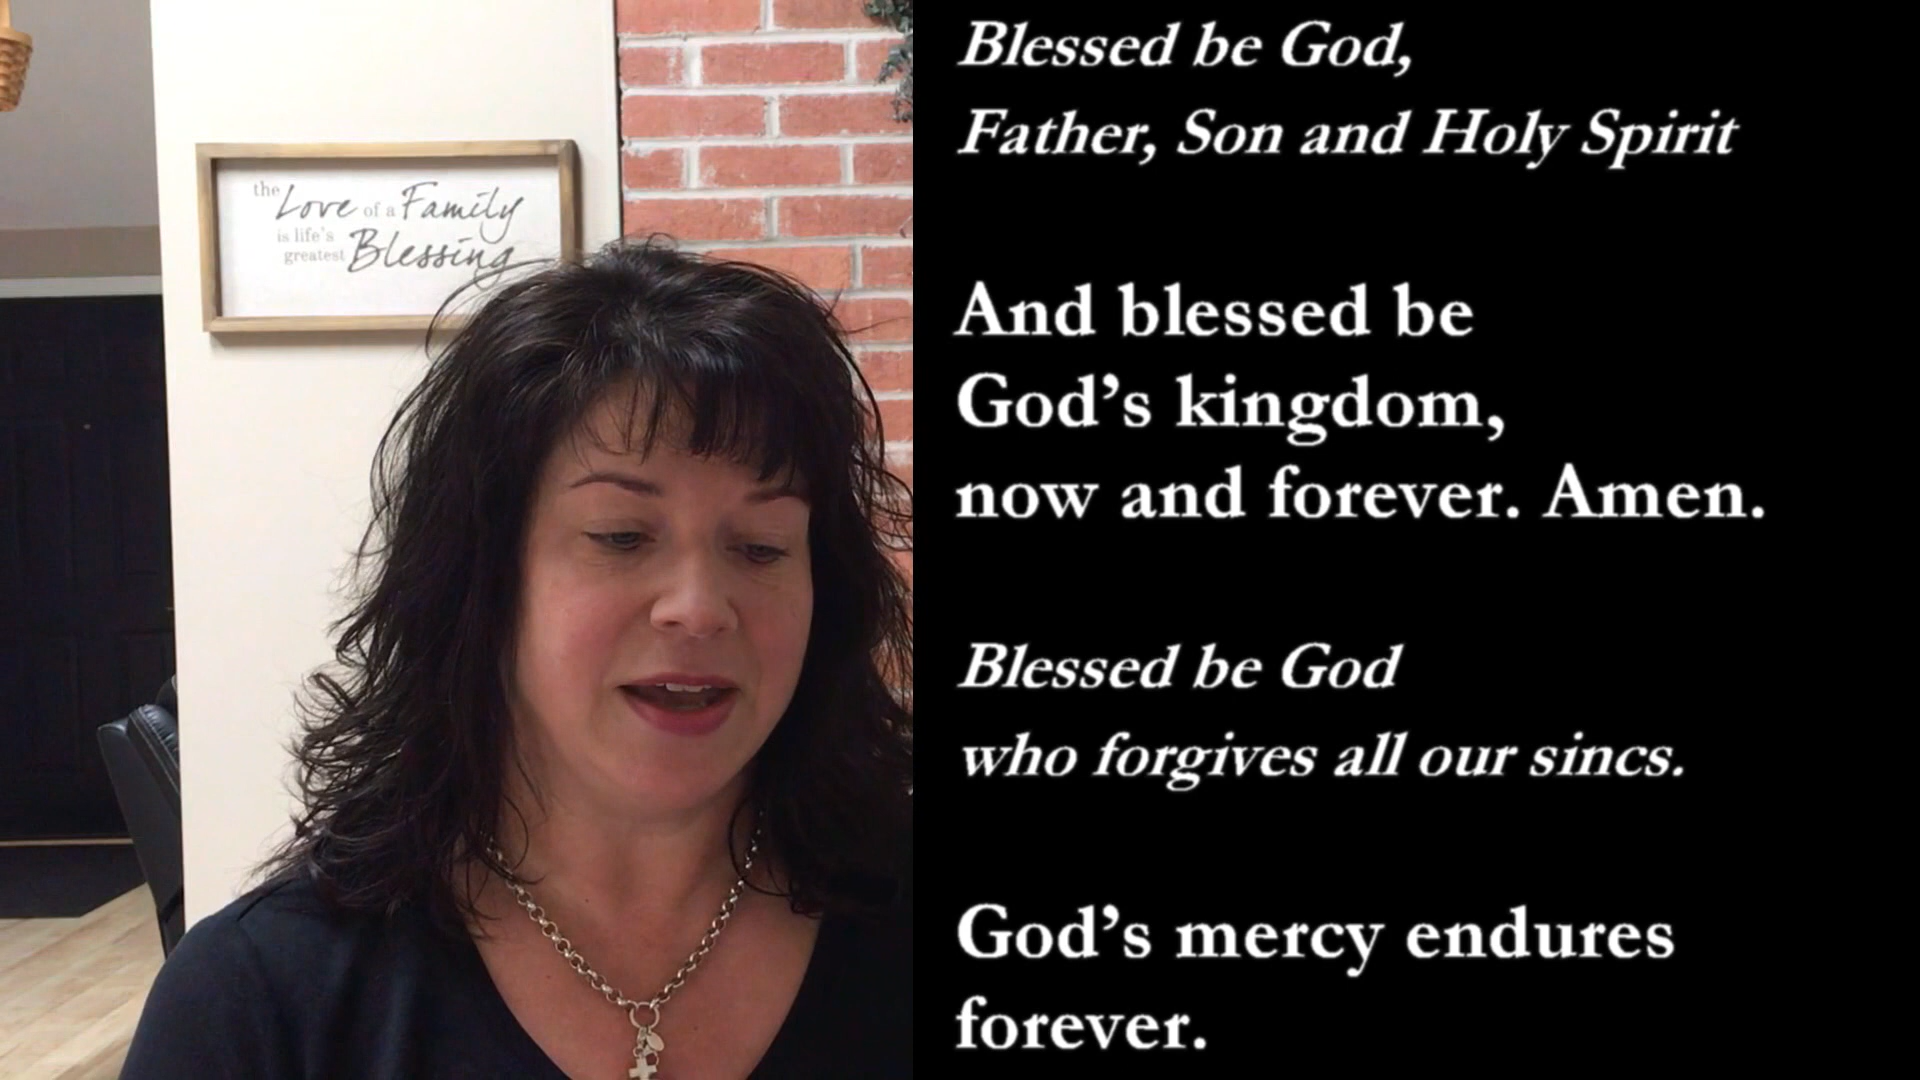 the Love of a Family
is life's
greatest Blessing
Blessed be God,
Father, Son and Holy Spirit
And blessed be
God’s kingdom,
now and forever. Amen.
Blessed be God
who forgives all our sincs.
God’s mercy endures
forever.